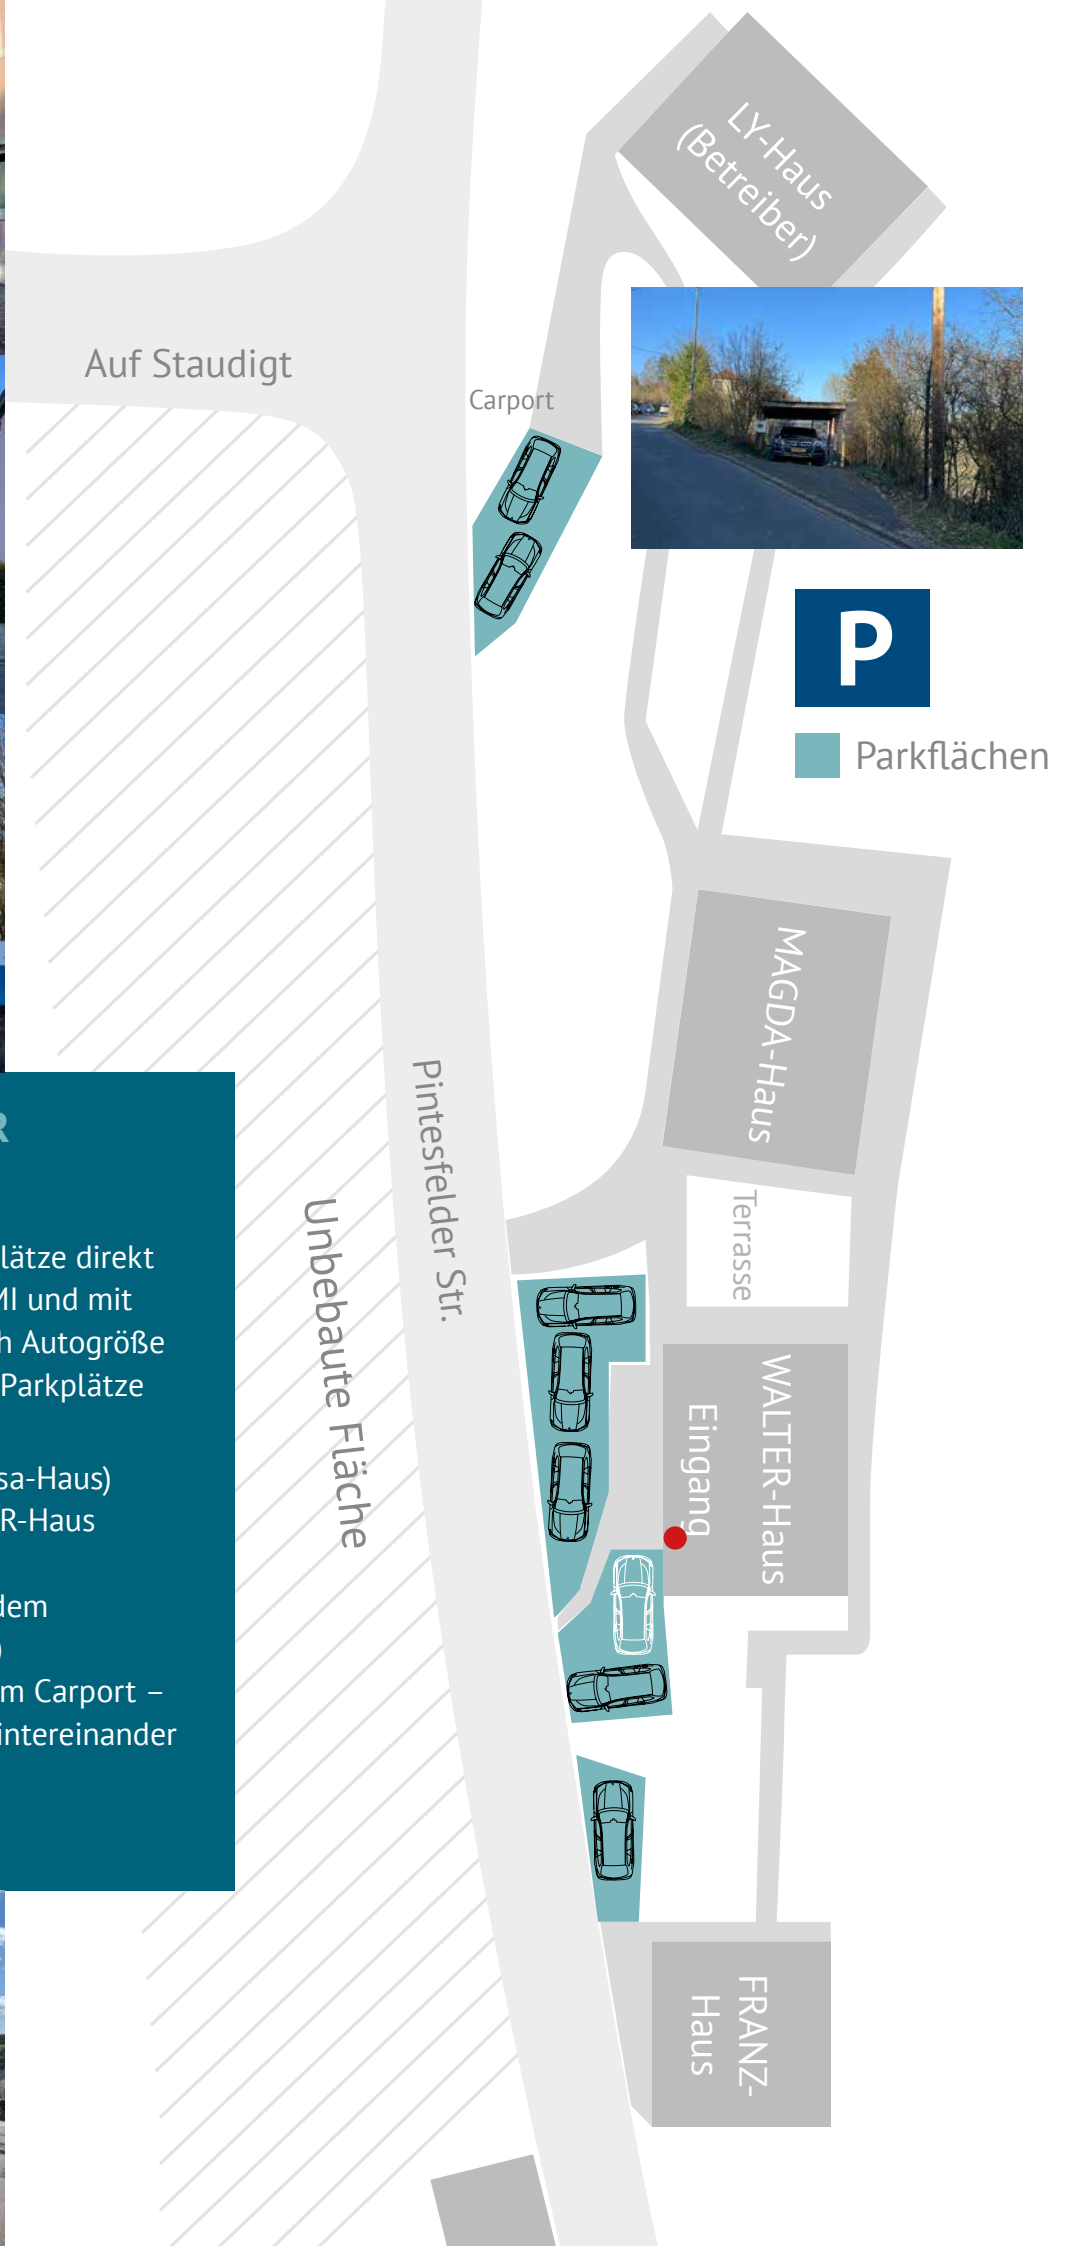 LY-Haus
(Betreiber)
Auf Staudigt
Carport
P
Parkflächen
MAGDA-Haus
Pintesfelder Str.
Unbebaute Fläche
Terrasse
WALTER-Haus
Eingang
FRANZ-
Haus
R
lätze direkt
MI und mit
h Autogröße
Parkplätze
sa-Haus)
R-Haus
dem
)
m Carport –
intereinander